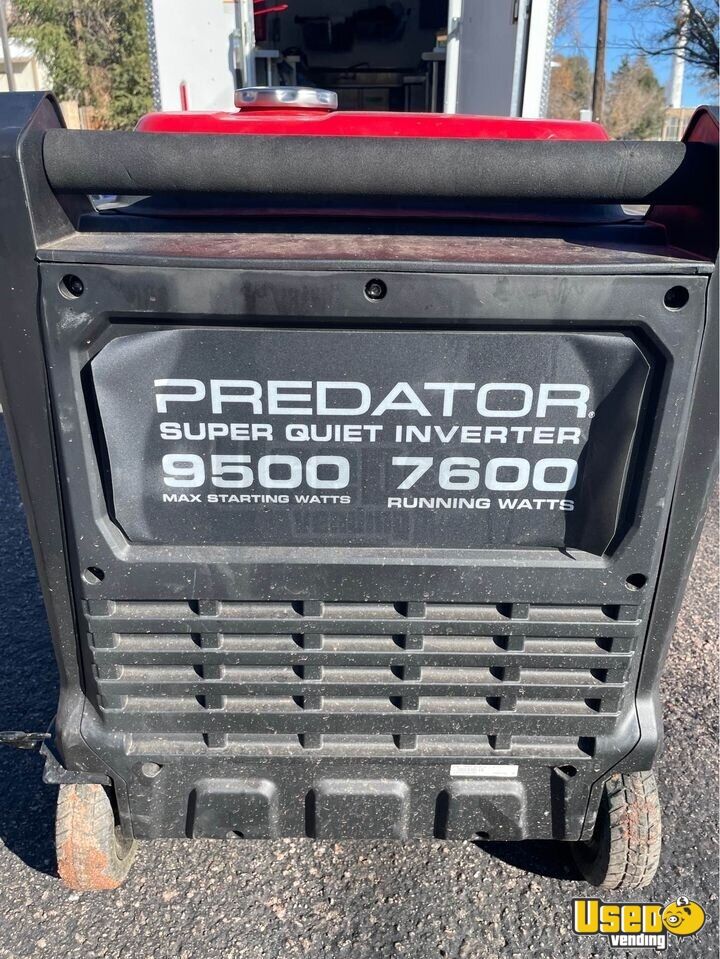 PREDATOR®
SUPER QUIET INVERTER
9500 7600
MAX STARTING WATTS RUNNING WATTS
Used
vending